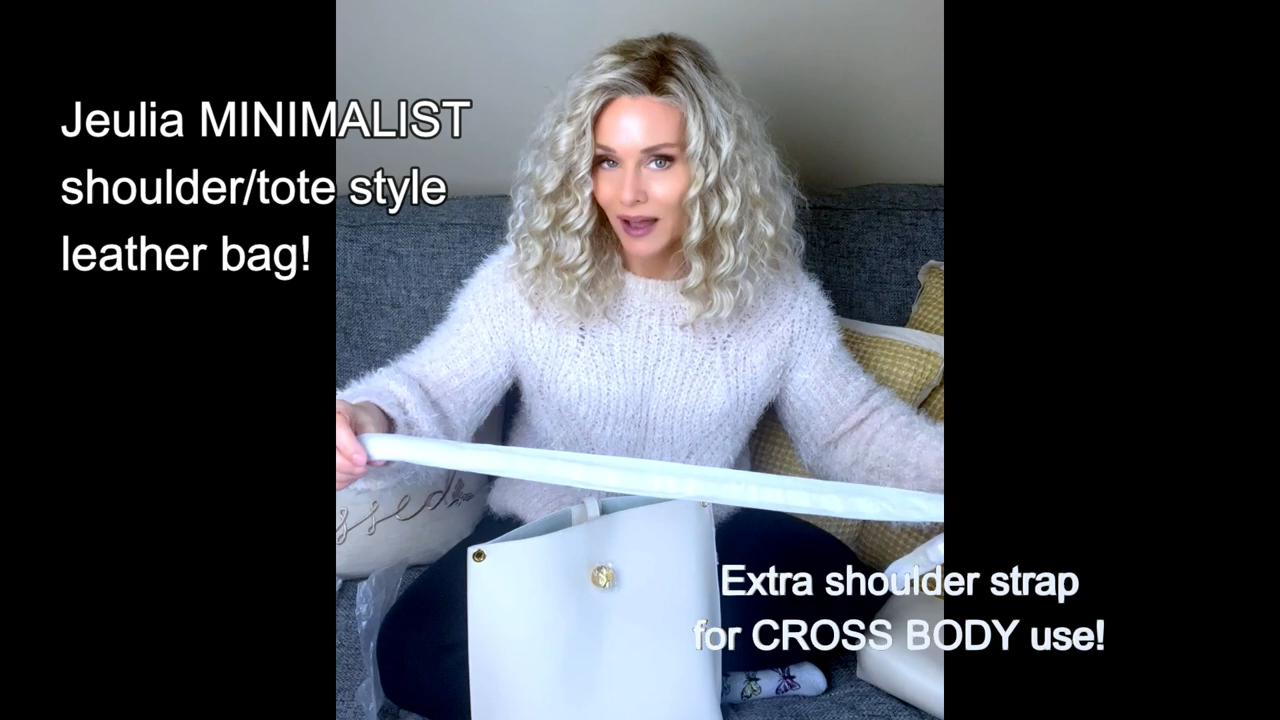 Jeulia MINIMALIST
shoulder/tote style
leather bag!
Extra shoulder strap
for CROSS BODY use!